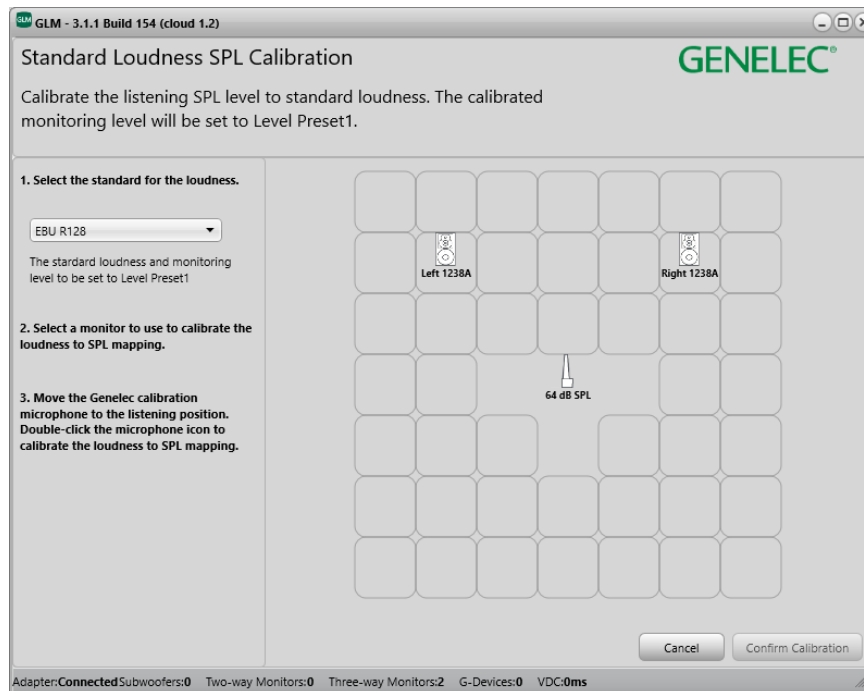 GLM
GLM - 3.1.1 Build 154 (cloud 1.2)
Standard Loudness SPL Calibration
GENELEC®
Calibrate the listening SPL level to standard loudness. The calibrated
monitoring level will be set to Level Preset1.
1. Select the standard for the loudness.
EBU R128
The stardard loudness and monitoring
level to be set to Level Preset1
2. Select a monitor to use to calibrate the
loudness to SPL mapping.
3. Move the Genelec calibration
microphone to the listening position.
Double-click the microphone icon to
calibrate the loudness to SPL mapping.
Left 1238A
Right 1238A
64 dB SPL
Cancel
Confirm Calibration
Adapter:Connected Subwoofers:0 Two-way Monitors:0 Three-way Monitors:2 G-Devices:0 VDC:0ms